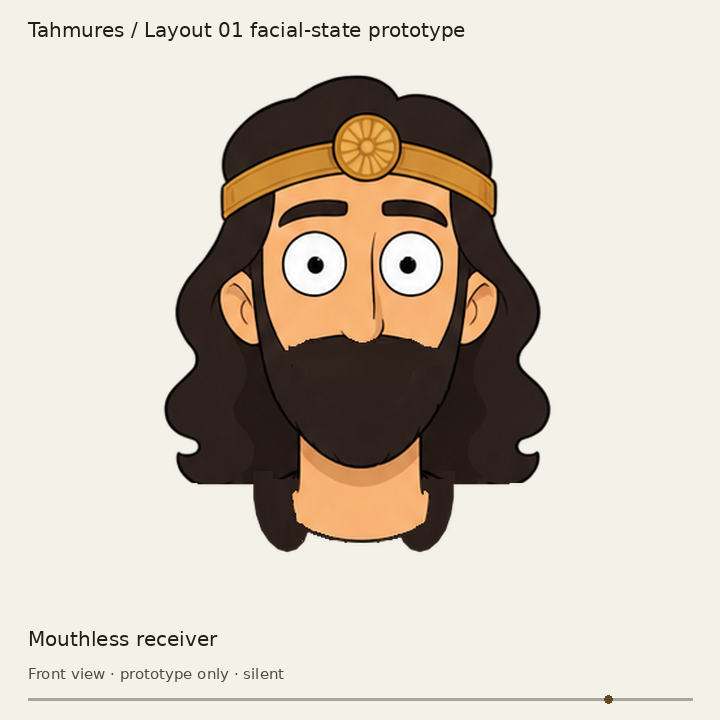 Tahmures / Layout 01 facial-state prototype
Mouthless receiver
Front view · prototype only · silent